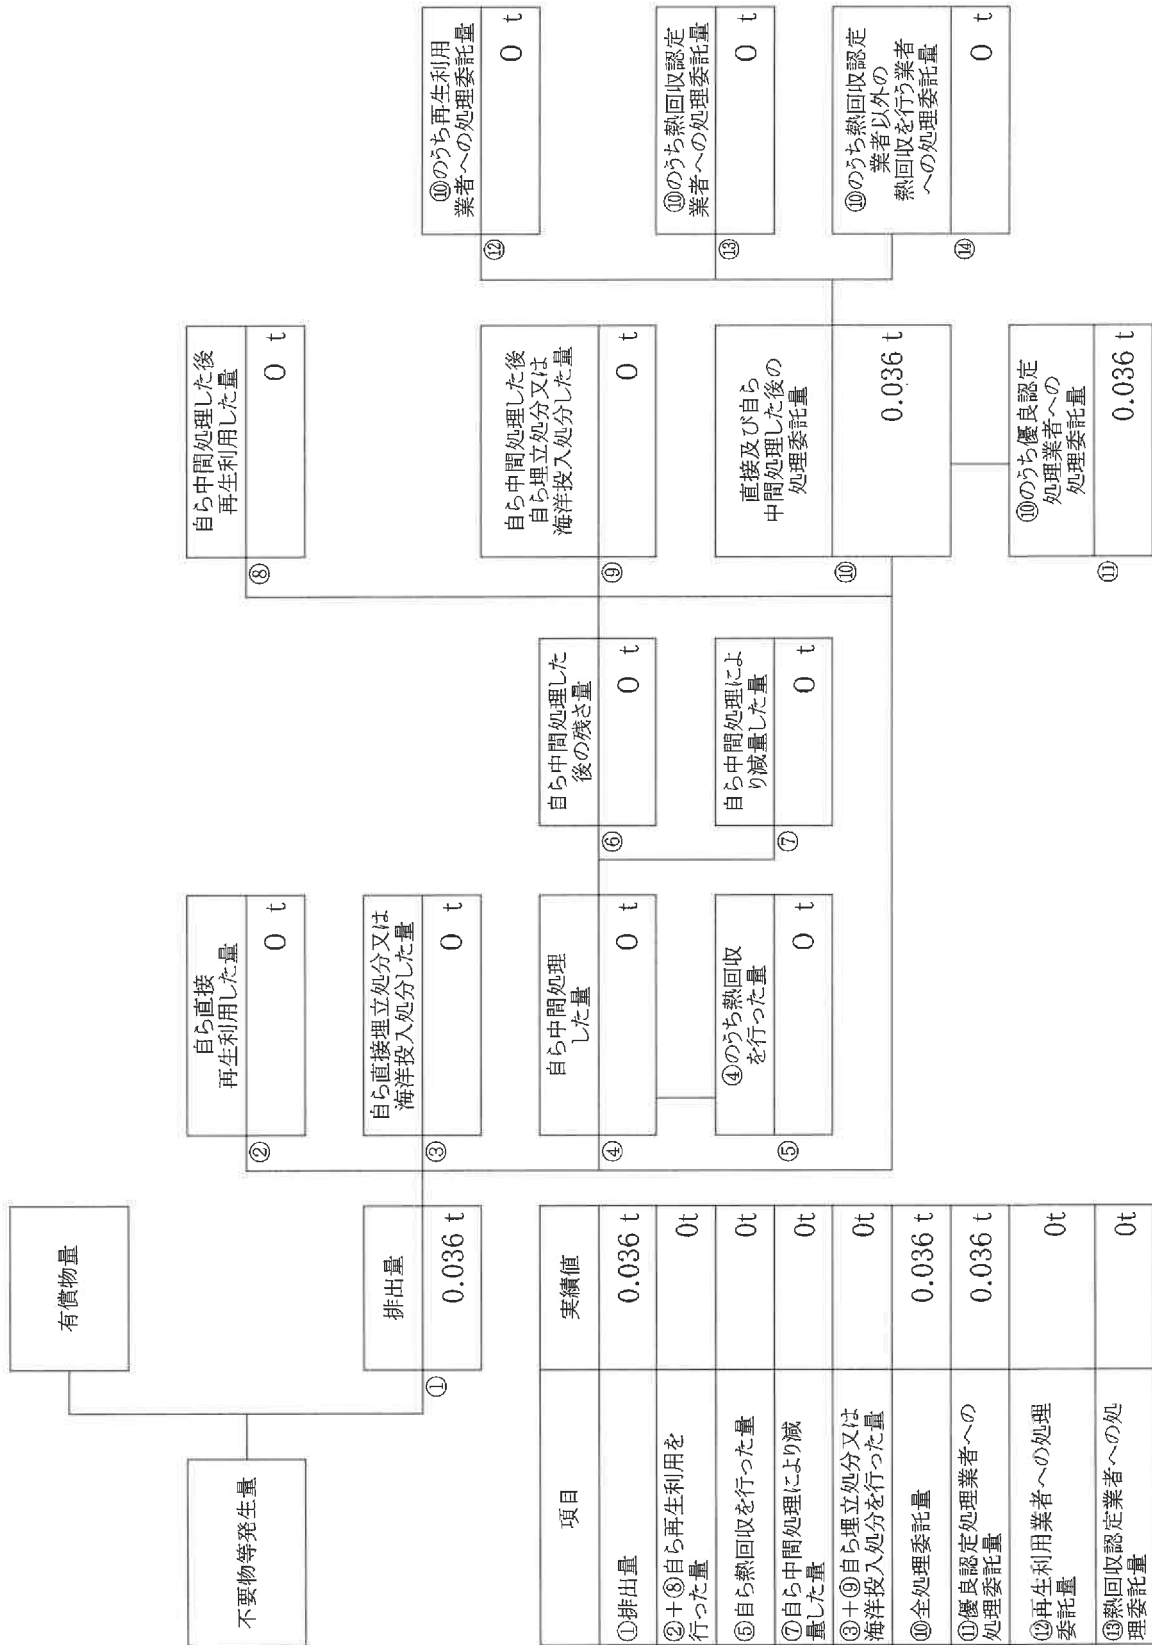 不要物等発生量
有償物量
排出量
① 0.036 t
自ら直接
再生利用した量
② 0 t
自ら直接埋立処分又は
海洋投入処分した量
③ 0 t
自ら中間処理
した量
④ 0 t
④のうち熱回収
を行った量
⑤ 0 t
自ら中間処理した
後の残さ量
⑥ 0 t
自ら中間処理によ
り減量した量
⑦ 0 t
自ら中間処理した後
再生利用した量
⑧ 0 t
自ら中間処理した後
自ら埋立処分又は
海洋投入処分した量
⑨ 0 t
直接及び自ら
中間処理した後の
処理委託量
⑩ 0.036 t
⑩のうち優良認定
処理業者への
処理委託量
⑪ 0.036 t
⑩のうち再生利用
業者への処理委託量
⑫ 0 t
⑩のうち熱回収認定
業者への処理委託量
⑬ 0 t
⑩のうち熱回収認定
業者以外の
熱回収を行う業者
への処理委託量
⑭ 0 t
項目 実績値
①排出量 0.036 t
②+⑧自ら再生利用を
行った量 0t
⑤自ら熱回収を行った量 0t
⑦自ら中間処理により減
量した量 0t
③+⑨自ら埋立処分又は
海洋投入処分を行った量 0t
⑩全処理委託量 0.036 t
⑪優良認定処理業者への
処理委託量 0.036 t
⑫再生利用業者への処理
委託量 0t
⑬熱回収認定業者への処
理委託量 0t